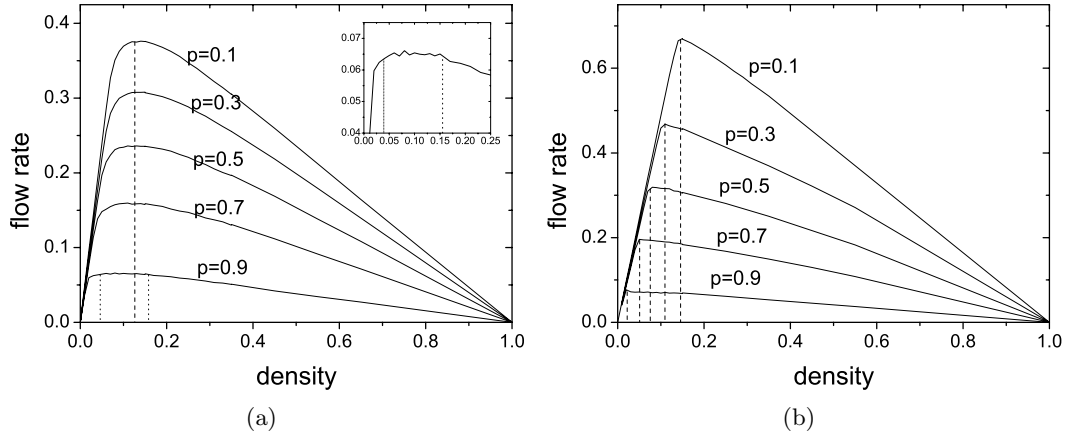 0.4
0.3
0.2
0.1
0.0
flow rate
p=0.1
p=0.3
p=0.5
p=0.7
p=0.9
0.07
0.06
0.05
0.04
0.00 0.05 0.10 0.15 0.20 0.25
0.0 0.2 0.4 0.6 0.8 1.0
density
(a)
0.6
0.4
0.2
0.0
flow rate
p=0.1
p=0.3
p=0.5
p=0.7
p=0.9
0.0 0.2 0.4 0.6 0.8 1.0
density
(b)